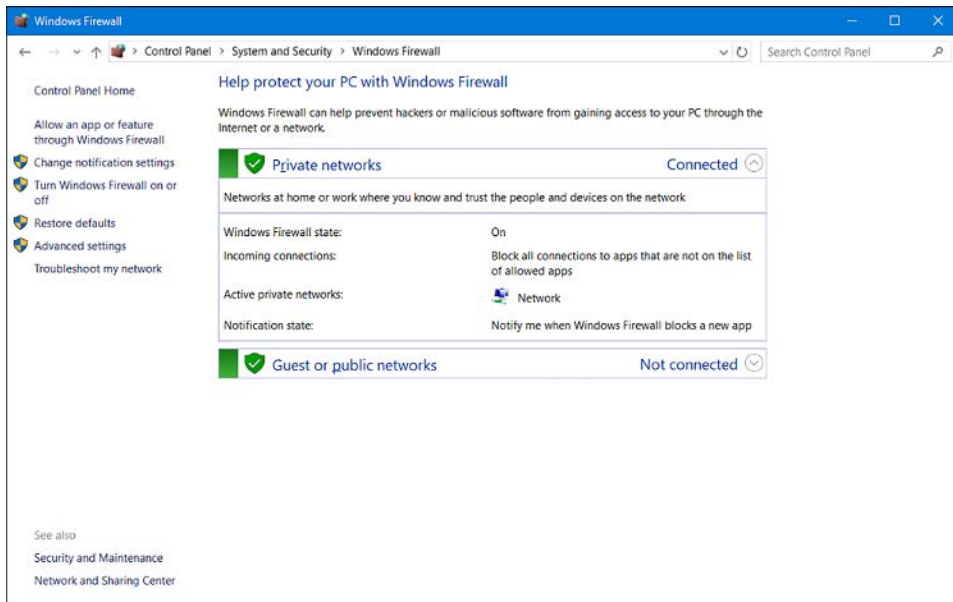 Windows Firewall
Control Panel > System and Security > Windows Firewall
Search Control Panel
Control Panel Home
Allow an app or feature
through Windows Firewall
Change notification settings
Turn Windows Firewall on or
off
Restore defaults
Advanced settings
Troubleshoot my network
Help protect your PC with Windows Firewall
Windows Firewall can help prevent hackers or malicious software from gaining access to your PC through the
Internet or a network.
Private networks Connected
Networks at home or work where you know and trust the people and devices on the network
Windows Firewall state: On
Incoming connections: Block all connections to apps that are not on the list
of allowed apps
Active private networks: Network
Notification state: Notify me when Windows Firewall blocks a new app
Guest or public networks Not connected
See also
Security and Maintenance
Network and Sharing Center